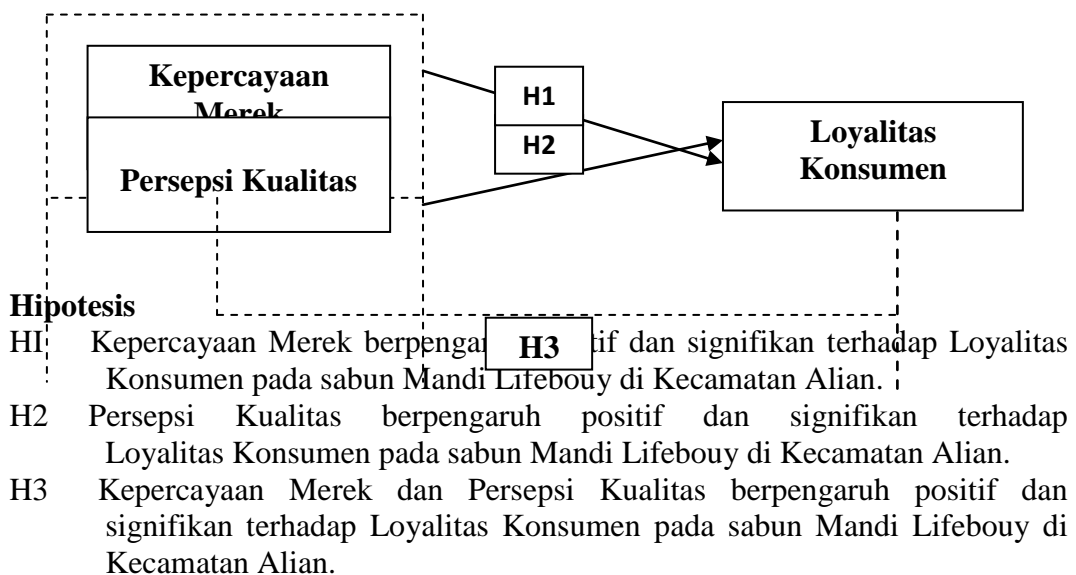 Kepercayaan
Merek
H1
H2
Persepsi Kualitas
Loyalitas
Konsumen
Hipotesis
HI Kepercayaan Merek berpengar tif dan signifikan terhadap Loyalitas
H3
Konsumen pada sabun Mandi Lifebouy di Kecamatan Alian.
H2 Persepsi Kualitas berpengaruh positif dan signifikan terhadap
Loyalitas Konsumen pada sabun Mandi Lifebouy di Kecamatan Alian.
H3 Kepercayaan Merek dan Persepsi Kualitas berpengaruh positif dan
signifikan terhadap Loyalitas Konsumen pada sabun Mandi Lifebouy di
Kecamatan Alian.